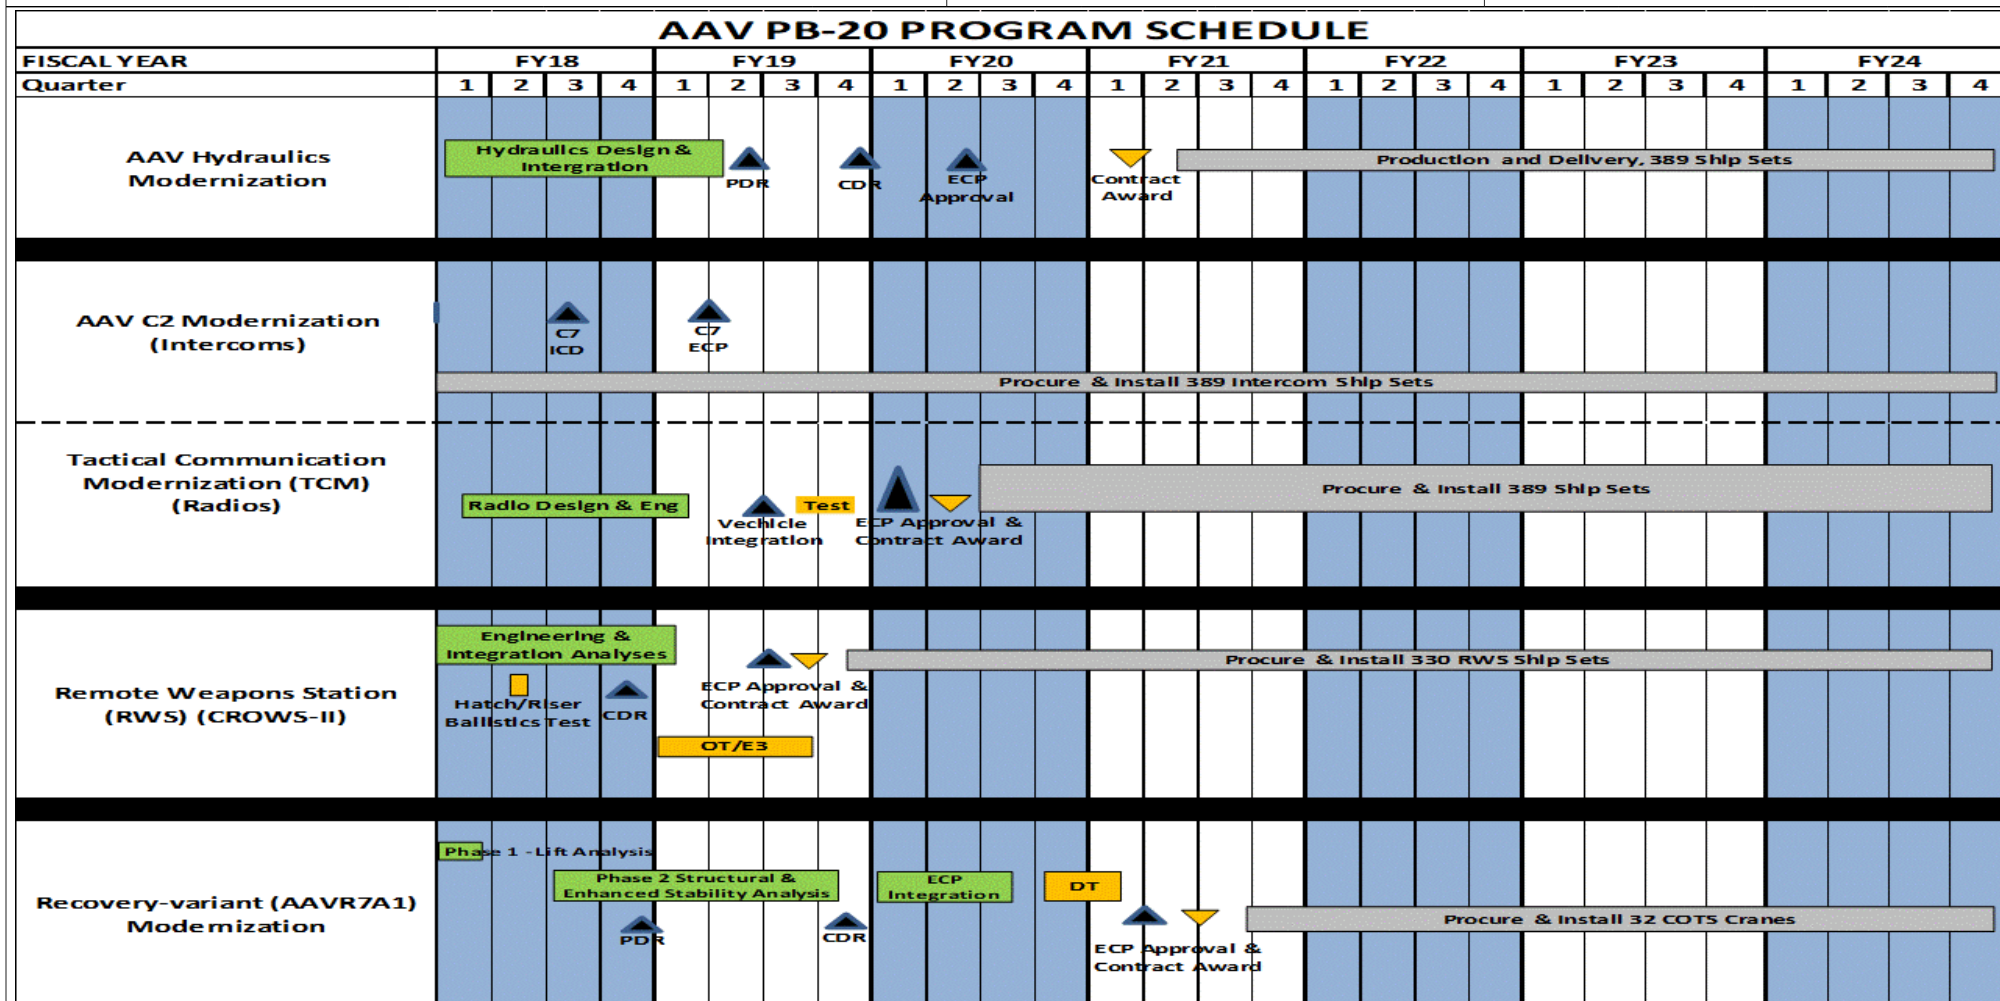 AAV PB-20 PROGRAM SCHEDULE
FISCAL YEAR FY18 FY19 FY20 FY21 FY22 FY23 FY24
Quarter 1 2 3 4 1 2 3 4 1 2 3 4 1 2 3 4 1 2 3 4 1 2 3 4 1 2 3 4
AAV Hydraulics
Modernization
Hydraulics Design &
Intergration
PDR
CDR
ECP
Approval
Contract
Award
Production and Delivery, 389 Ship Sets
AAV C2 Modernization
(Intercoms)
C7
ICD
C7
ECP
Procure & Install 389 Intercom Ship Sets
Tactical Communication
Modernization (TCM)
(Radios)
Radio Design & Eng
Vechicle
Integration
Test
ECP Approval &
Contract Award
Procure & Install 389 Ship Sets
Remote Weapons Station
(RWS) (CROWS-II)
Engineering &
Integration Analyses
Hatch/Riser
Ballistics Test
CDR
ECP Approval &
Contract Award
OT/E3
Procure & Install 330 RWS Ship Sets
Recovery-variant (AAVR7A1)
Modernization
Phase 1 -Lift Analysis
Phase 2 Structural &
Enhanced Stability Analysis
PDR
CDR
ECP
Integration
DT
ECP Approval &
Contract Award
Procure & Install 32 COTS Cranes